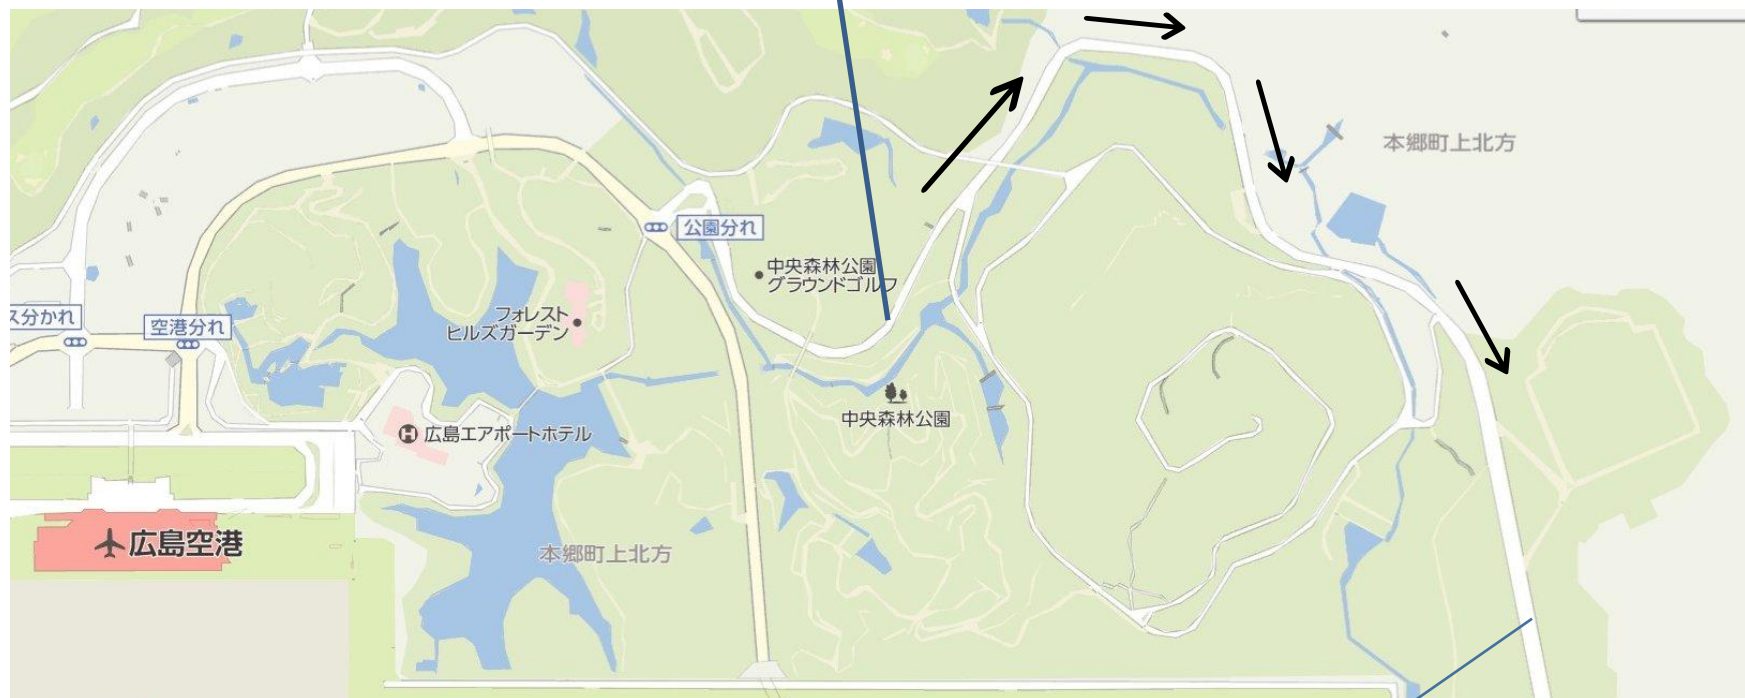 本郷町上北方
公園分れ
中央森林公園
グラウンドゴルフ
フォレスト
ヒルズガーデン
ス分かれ
空港分れ
中央森林公園
H 広島エアポートホテル
広島空港
本郷町上北方